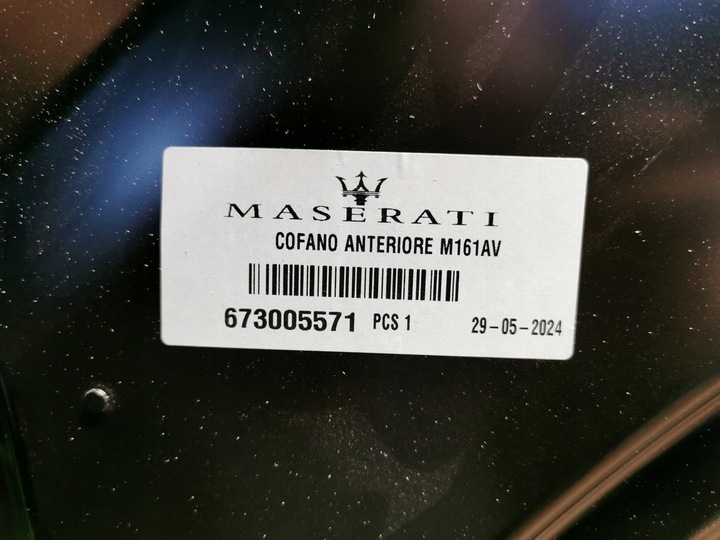 MASERATI
COFANO ANTERIORE M161AV
673005571 PCS 1 29-05-2024